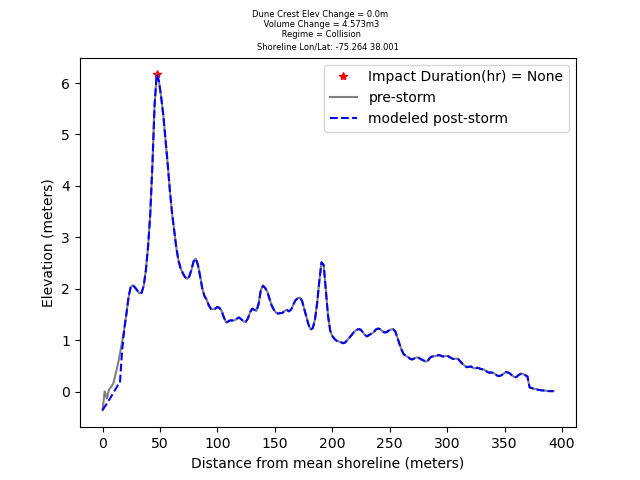 Dune Crest Elev Change = 0.0m
Volume Change = 4.573m3
Regime = Collision
Shoreline Lon/Lat: -75.264 38.001
Impact Duration(hr) = None
pre-storm
modeled post-storm
Elevation (meters)
6
5
4
3
2
1
0
0 50 100 150 200 250 300 350 400
Distance from mean shoreline (meters)